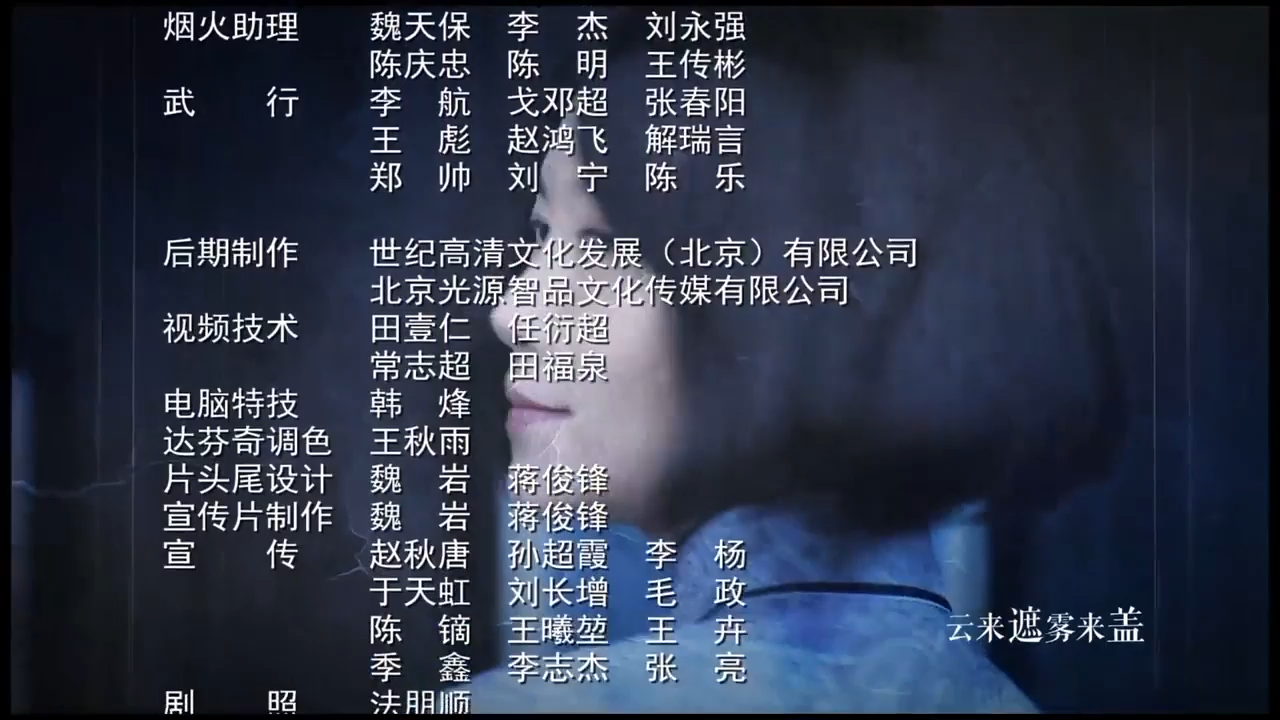 烟火助理 魏天保 李 杰 刘永强
陈庆忠 陈 明 王传彬
武 行 李 航 戈邓超 张春阳
王 彪 赵鸿飞 解瑞言
郑 帅 刘 宁 陈 乐
后期制作 世纪高清文化发展（北京）有限公司
北京光源智品文化传媒有限公司
视频技术 田壹仁 任衍超
常志超 田福泉
电脑特技 韩 烽
达芬奇调色 王秋雨
片头尾设计 魏 岩 蒋俊锋
宣传片制作 魏 岩 蒋俊锋
宣 传 赵秋唐 孙超霞 李 杨
于天虹 刘长增 毛 政
陈 镝 王曦堃 王 卉
季 鑫 李志杰 张 亮
剧 照 法朋顺
云来遮雾来盖